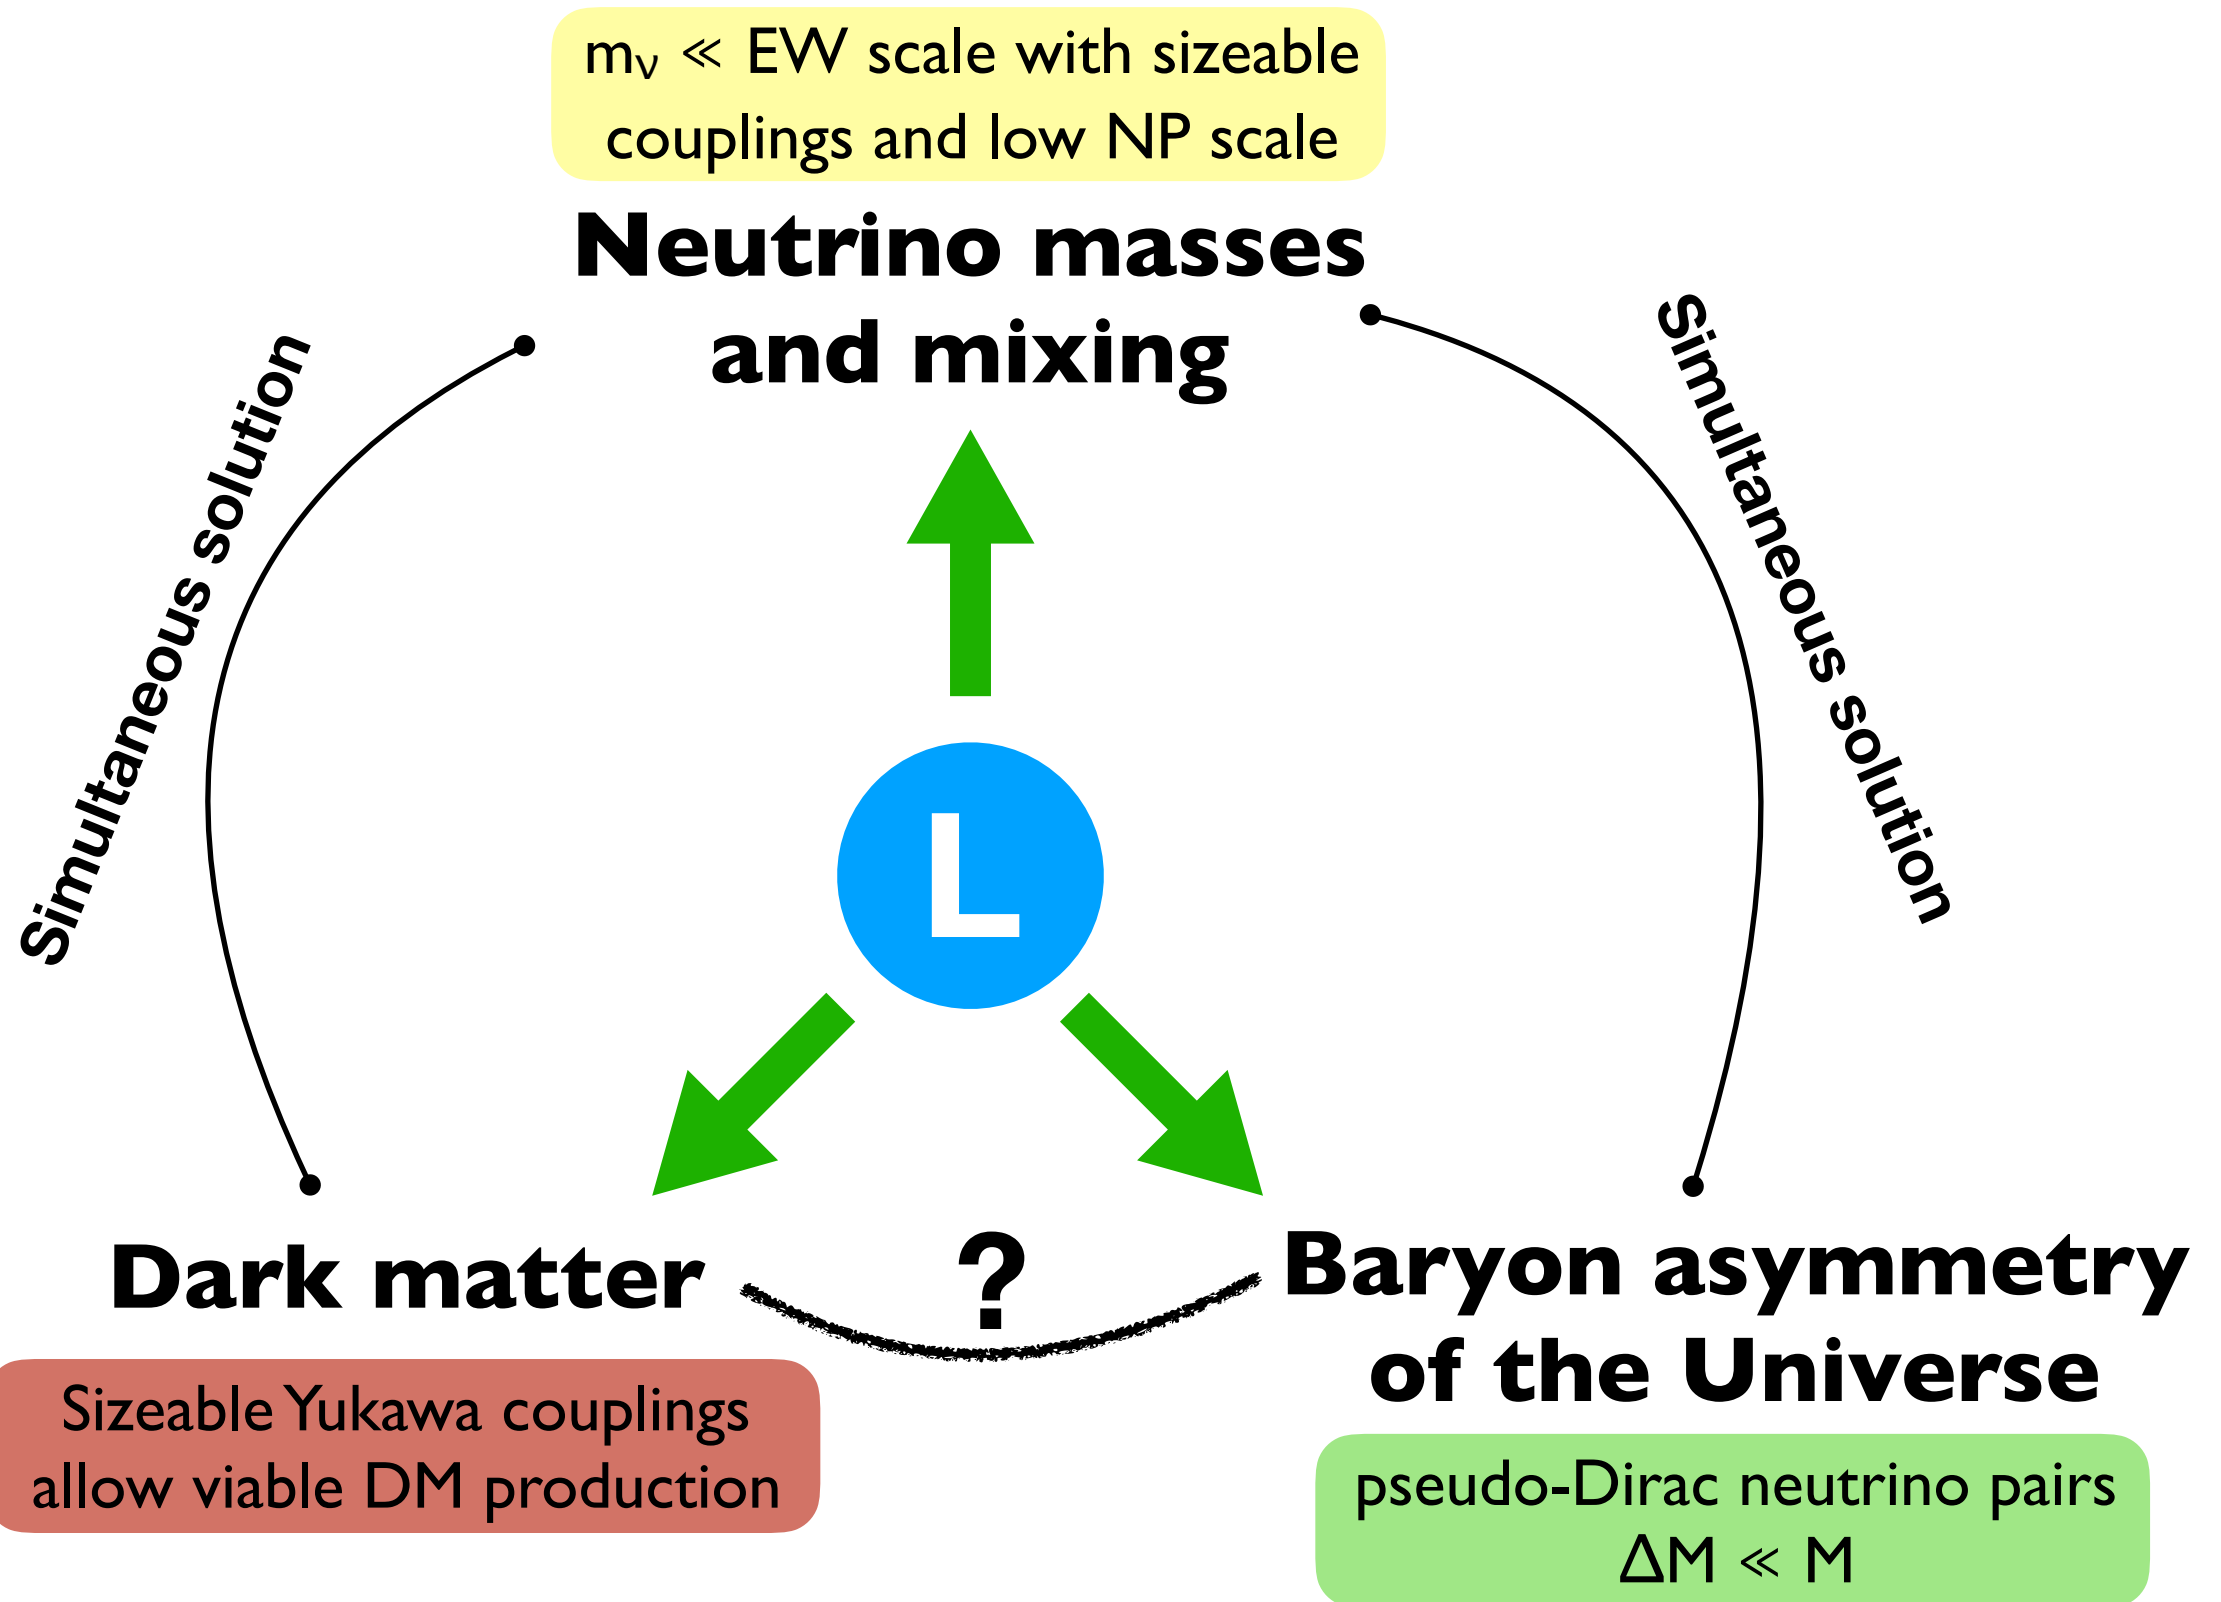 m_ν ≪ EW scale with sizeable
couplings and low NP scale
Neutrino masses
and mixing
Simultaneous solution
Simultaneous solution
L
Dark matter
?
Baryon asymmetry
of the Universe
Sizeable Yukawa couplings
allow viable DM production
pseudo-Dirac neutrino pairs
ΔM ≪ M